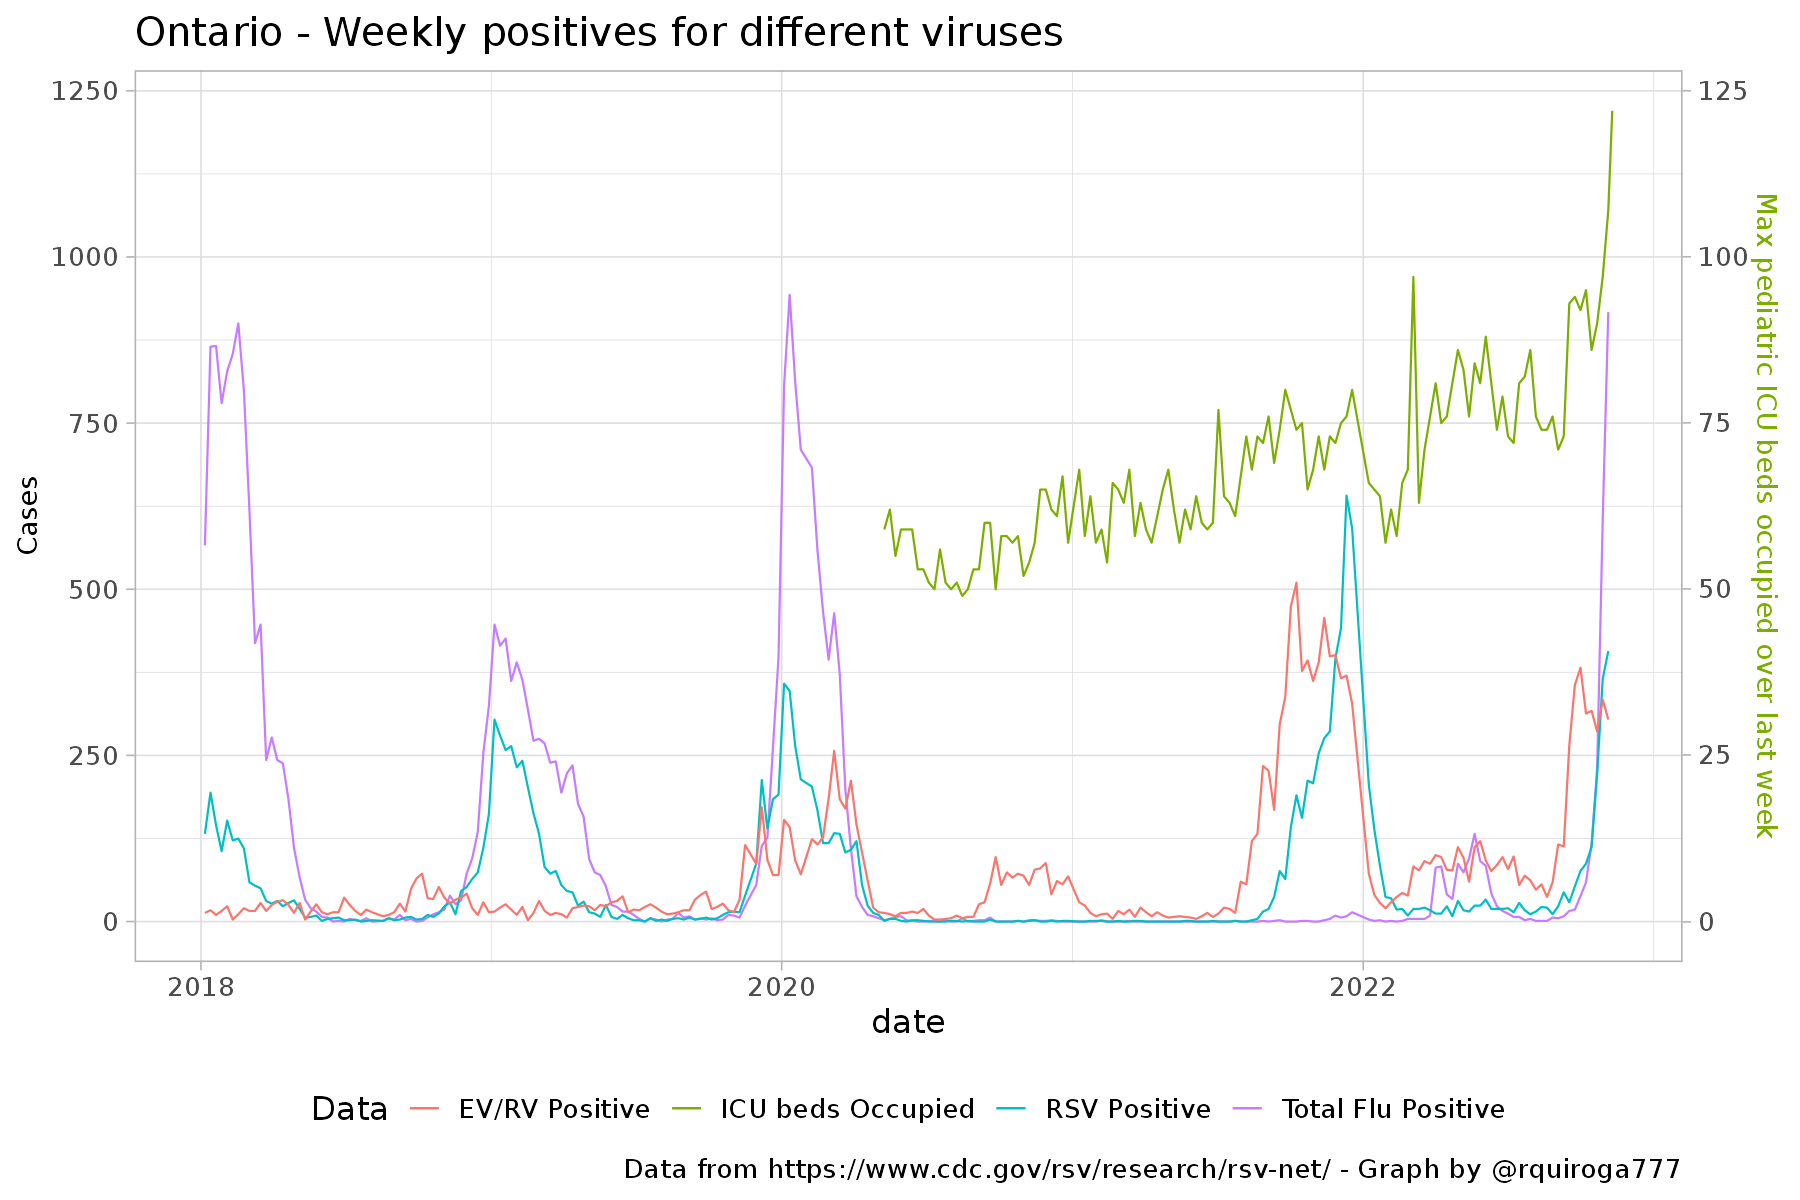 Ontario - Weekly positives for different viruses
1250
1000
750
500
250
0
Cases
125
100
75
50
25
0
Max pediatric ICU beds occupied over last week
2018
2020
2022
date
Data
EV/RV Positive
ICU beds Occupied
RSV Positive
Total Flu Positive
Data from https://www.cdc.gov/rsv/research/rsv-net/ - Graph by @rquiroga777